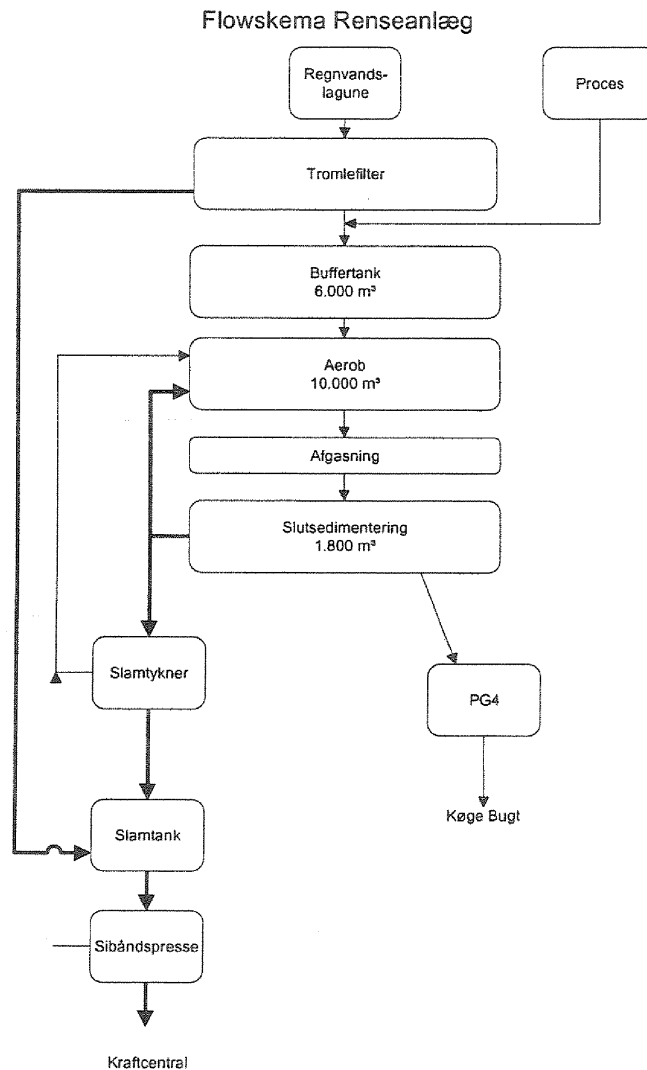 Flowskema Renseanlæg
Regnvands-
lagune
Proces
Tromlefilter
Buffertank
6.000 m³
Aerob
10.000 m³
Afgasning
Slutsedimentering
1.800 m³
Slamtykner
PG4
Køge Bugt
Slamtank
Sibåndspresse
Kraftcentral